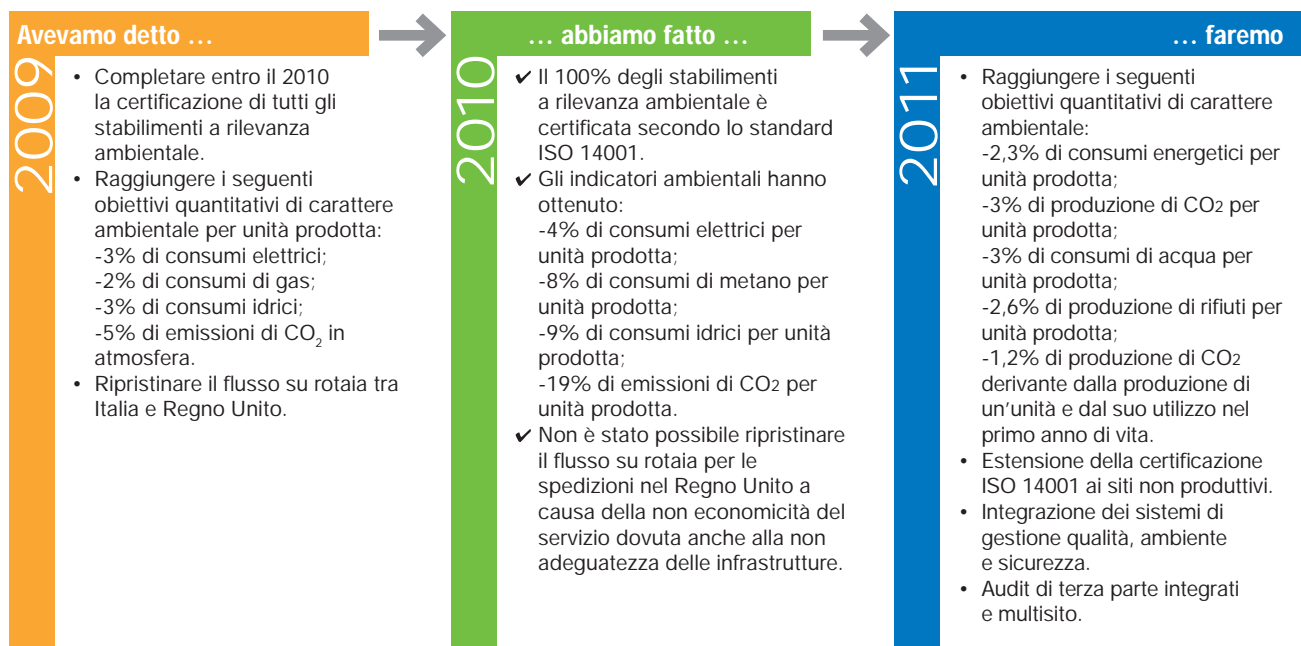 Avevamo detto …
2009
• Completare entro il 2010
la certificazione di tutti gli
stabilimenti a rilevanza
ambientale.
• Raggiungere i seguenti
obiettivi quantitativi di carattere
ambientale per unità prodotta:
-3% di consumi elettrici;
-2% di consumi di gas;
-3% di consumi idrici;
-5% di emissioni di CO₂ in
atmosfera.
• Ripristinare il flusso su rotaia tra
Italia e Regno Unito.
… abbiamo fatto …
2010
✔ Il 100% degli stabilimenti
a rilevanza ambientale è
certificata secondo lo standard
ISO 14001.
✔ Gli indicatori ambientali hanno
ottenuto:
-4% di consumi elettrici per
unità prodotta;
-8% di consumi di metano per
unità prodotta;
-9% di consumi idrici per unità
prodotta;
-19% di emissioni di CO2 per
unità prodotta.
✔ Non è stato possibile ripristinare
il flusso su rotaia per le
spedizioni nel Regno Unito a
causa della non economicità del
servizio dovuta anche alla non
adeguatezza delle infrastrutture.
… faremo
2011
• Raggiungere i seguenti
obiettivi quantitativi di carattere
ambientale:
-2,3% di consumi energetici per
unità prodotta;
-3% di produzione di CO2 per
unità prodotta;
-3% di consumi di acqua per
unità prodotta;
-2,6% di produzione di rifiuti per
unità prodotta;
-1,2% di produzione di CO2
derivante dalla produzione di
un'unità e dal suo utilizzo nel
primo anno di vita.
• Estensione della certificazione
ISO 14001 ai siti non produttivi.
• Integrazione dei sistemi di
gestione qualità, ambiente
e sicurezza.
• Audit di terza parte integrati
e multisito.